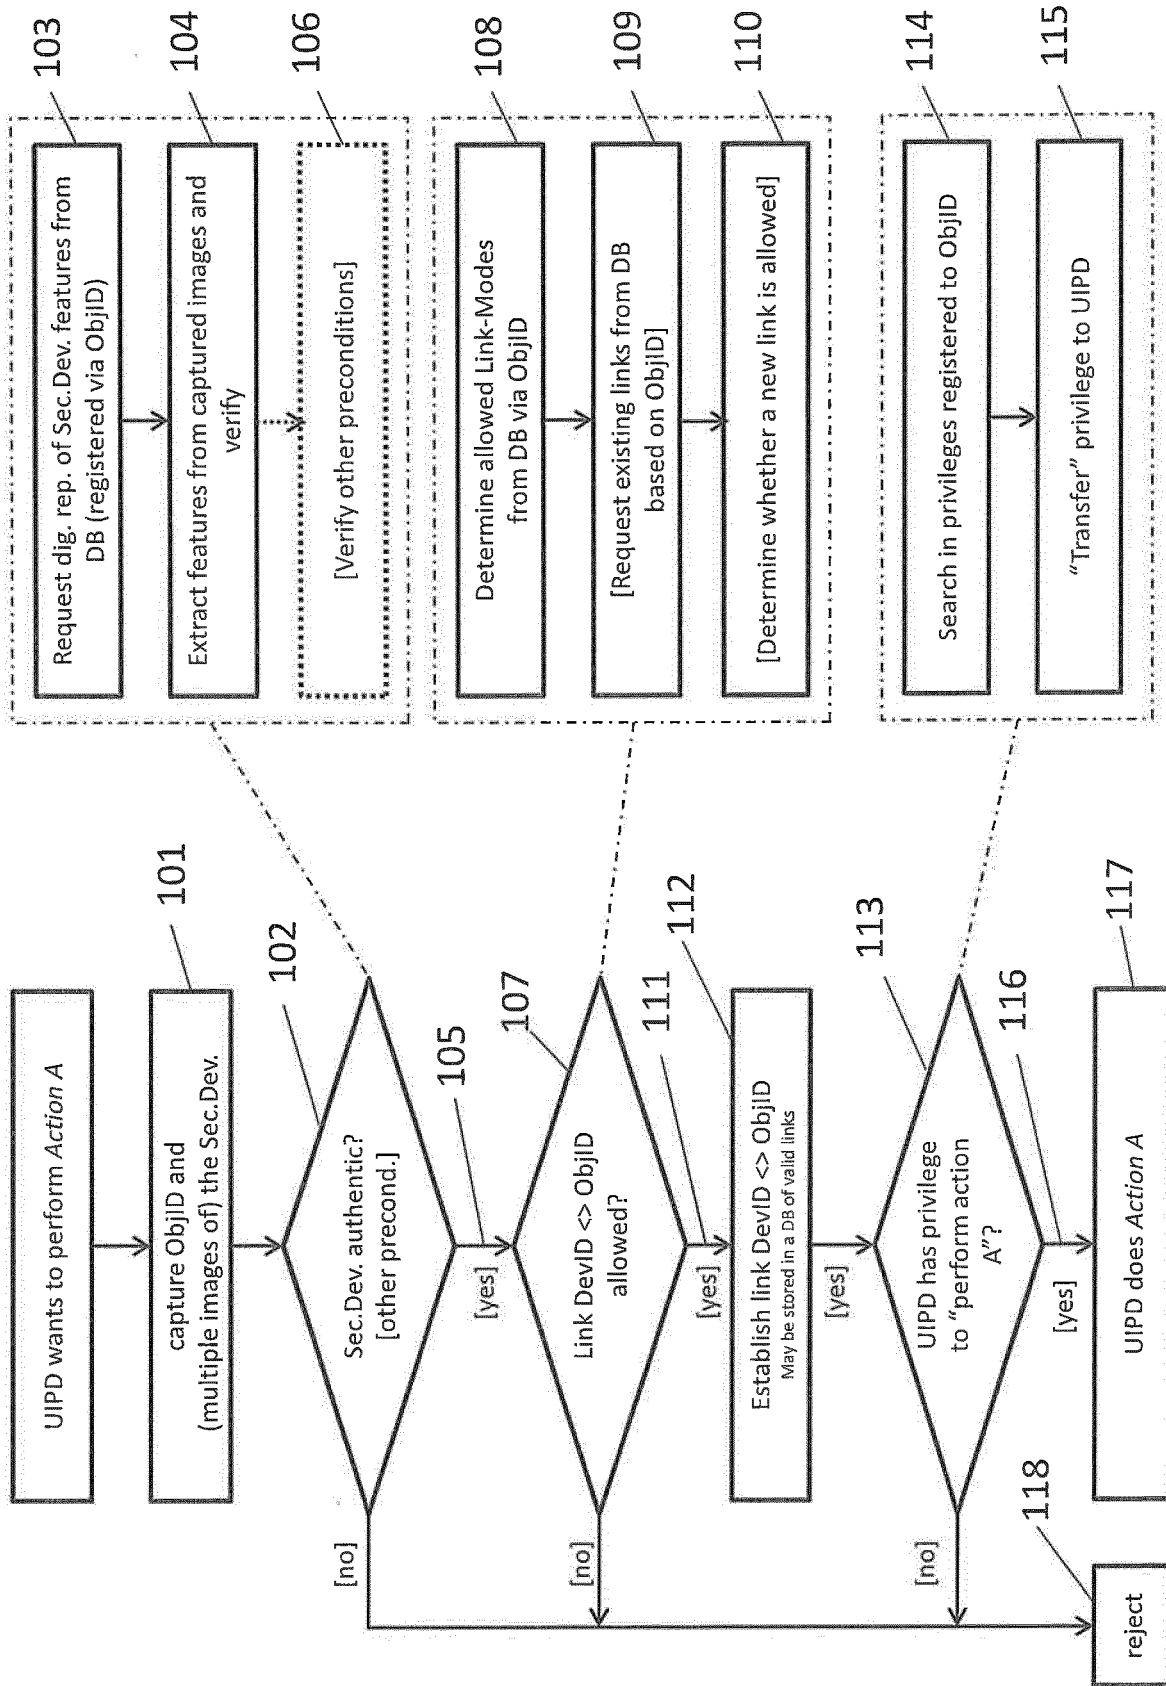 UIPD wants to perform Action A
capture ObjID and
(multiple images of) the Sec.Dev.
101
Sec.Dev. authentic?
[other precond.]
102
[no]
[yes]
105
Request dig. rep. of Sec.Dev. features from
DB (registered via ObjID)
103
Extract features from captured images and
verify
104
[Verify other preconditions]
106
Link DevID <> ObjID
allowed?
107
[no]
[yes]
111
Determine allowed Link-Modes
from DB via ObjID
108
[Request existing links from DB
based on ObjID]
109
[Determine whether a new link is allowed]
110
Establish link DevID <> ObjID
May be stored in a DB of valid links
112
[yes]
UIPD has privilege
to “perform action
A”?
113
[no]
[yes]
116
Search in privileges registered to ObjID
114
“Transfer” privilege to UIPD
115
reject
118
UIPD does Action A
117